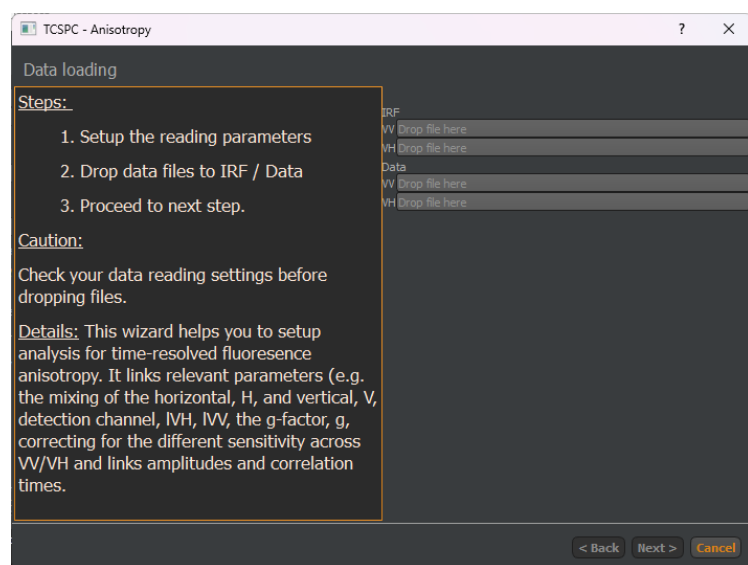 TCSPC - Anisotropy
?
Data loading
Steps:
1. Setup the reading parameters
2. Drop data files to IRF / Data
3. Proceed to next step.
Caution:
Check your data reading settings before
dropping files.
Details: This wizard helps you to setup
analysis for time-resolved fluoresence
anisotropy. It links relevant parameters (e.g.
the mixing of the horizontal, H, and vertical, V,
detection channel, lVH, lVV, the g-factor, g,
correcting for the different sensitivity across
VV/VH and links amplitudes and correlation
times.
IRF
VV Drop file here
VH Drop file here
Data
VV Drop file here
VH Drop file here
< Back Next > Cancel